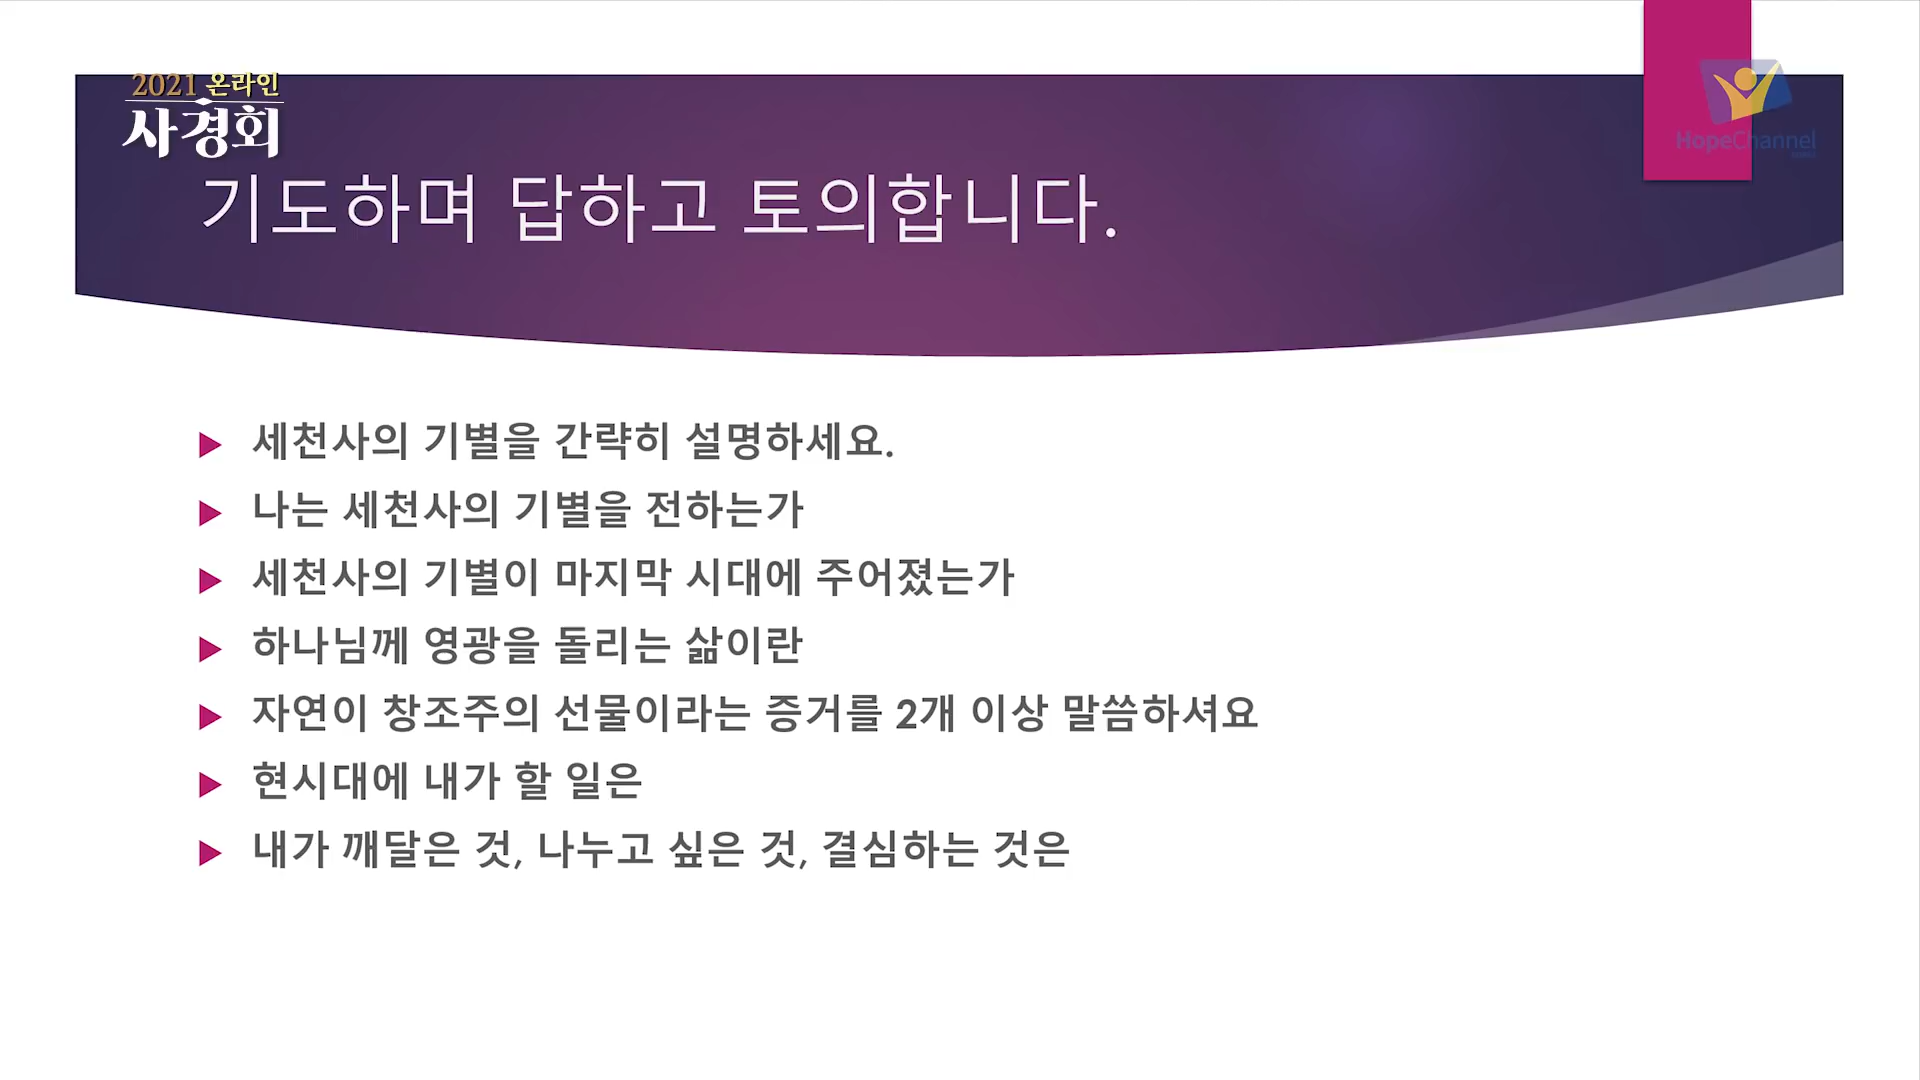 2021 온라인
사경회
HopeChannel
기도하며 답하고 토의합니다.
세천사의 기별을 간략히 설명하세요.
나는 세천사의 기별을 전하는가
세천사의 기별이 마지막 시대에 주어졌는가
하나님께 영광을 돌리는 삶이란
자연이 창조주의 선물이라는 증거를 2개 이상 말씀하셔요
현시대에 내가 할 일은
내가 깨달은 것, 나누고 싶은 것, 결심하는 것은